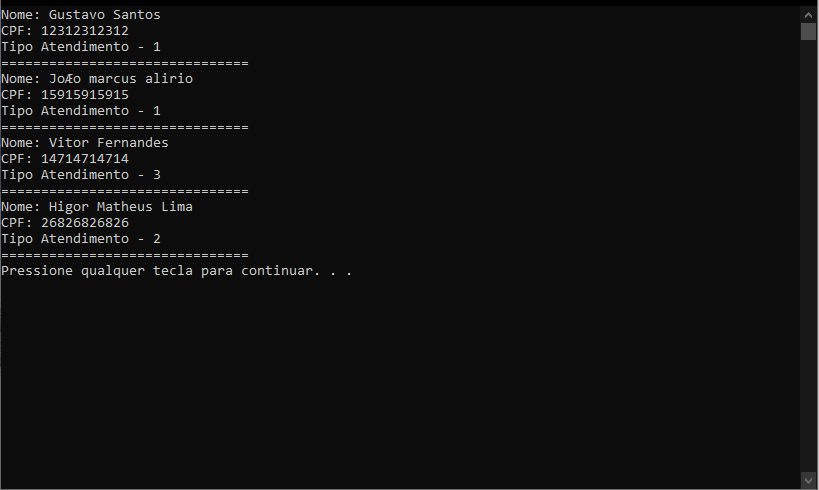 Nome: Gustavo Santos
CPF: 12312312312
Tipo Atendimento - 1
===============================
Nome: JoÆo marcus alirio
CPF: 15915915915
Tipo Atendimento - 1
===============================
Nome: Vitor Fernandes
CPF: 14714714714
Tipo Atendimento - 3
===============================
Nome: Higor Matheus Lima
CPF: 26826826826
Tipo Atendimento - 2
===============================
Pressione qualquer tecla para continuar. . .